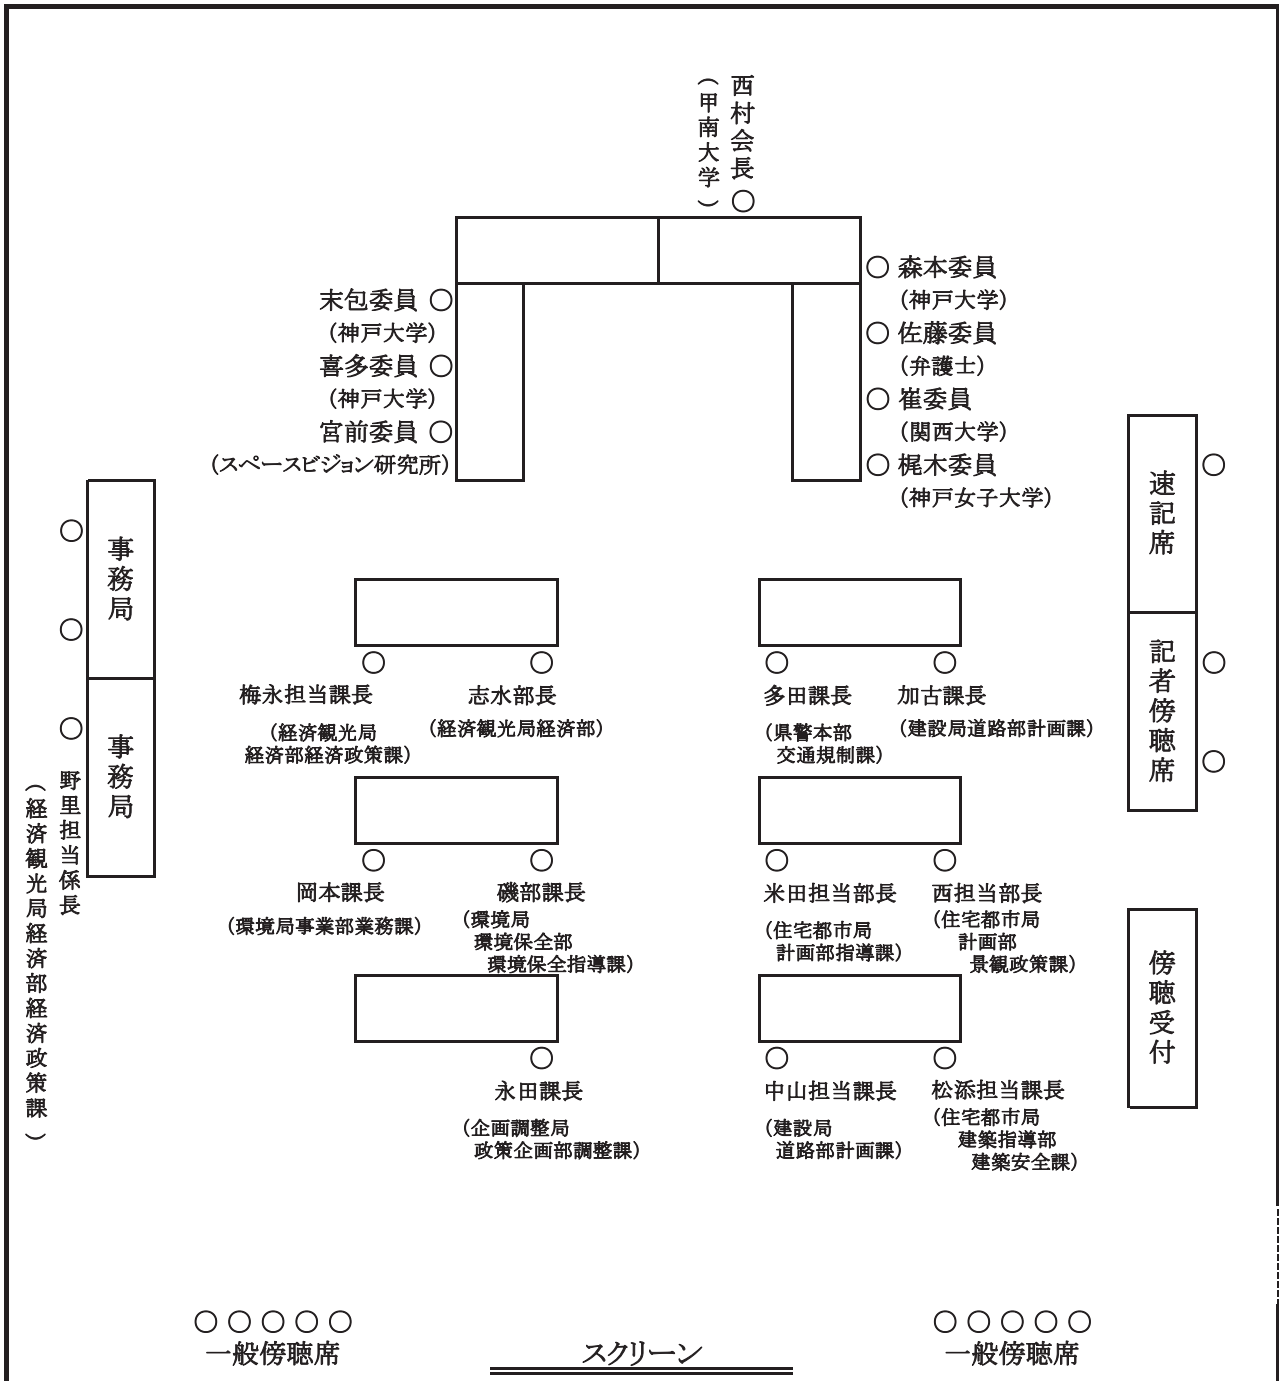 西村会長 ○
（甲南大学）
末包委員 ○
（神戸大学）
喜多委員 ○
（神戸大学）
宮前委員 ○
（スペースビジョン研究所）
○ 森本委員
（神戸大学）
○ 佐藤委員
（弁護士）
○ 崔委員
（関西大学）
○ 梶木委員
（神戸女子大学）
速記席
記者傍聴席
傍聴受付
事務局
事務局
野里担当係長
（経済観光局経済部経済政策課）
梅永担当課長
（経済観光局
経済部経済政策課）
志水部長
（経済観光局経済部）
多田課長
（県警本部
交通規制課）
加古課長
（建設局道路部計画課）
岡本課長
（環境局事業部業務課）
磯部課長
（環境局
環境保全部
環境保全指導課）
米田担当部長
（住宅都市局
計画部指導課）
西担当部長
（住宅都市局
計画部
景観政策課）
永田課長
（企画調整局
政策企画部調整課）
中山担当課長
（建設局
道路部計画課）
松添担当課長
（住宅都市局
建築指導部
建築安全課）
○ ○ ○ ○ ○
一般傍聴席
スクリーン
○ ○ ○ ○ ○
一般傍聴席